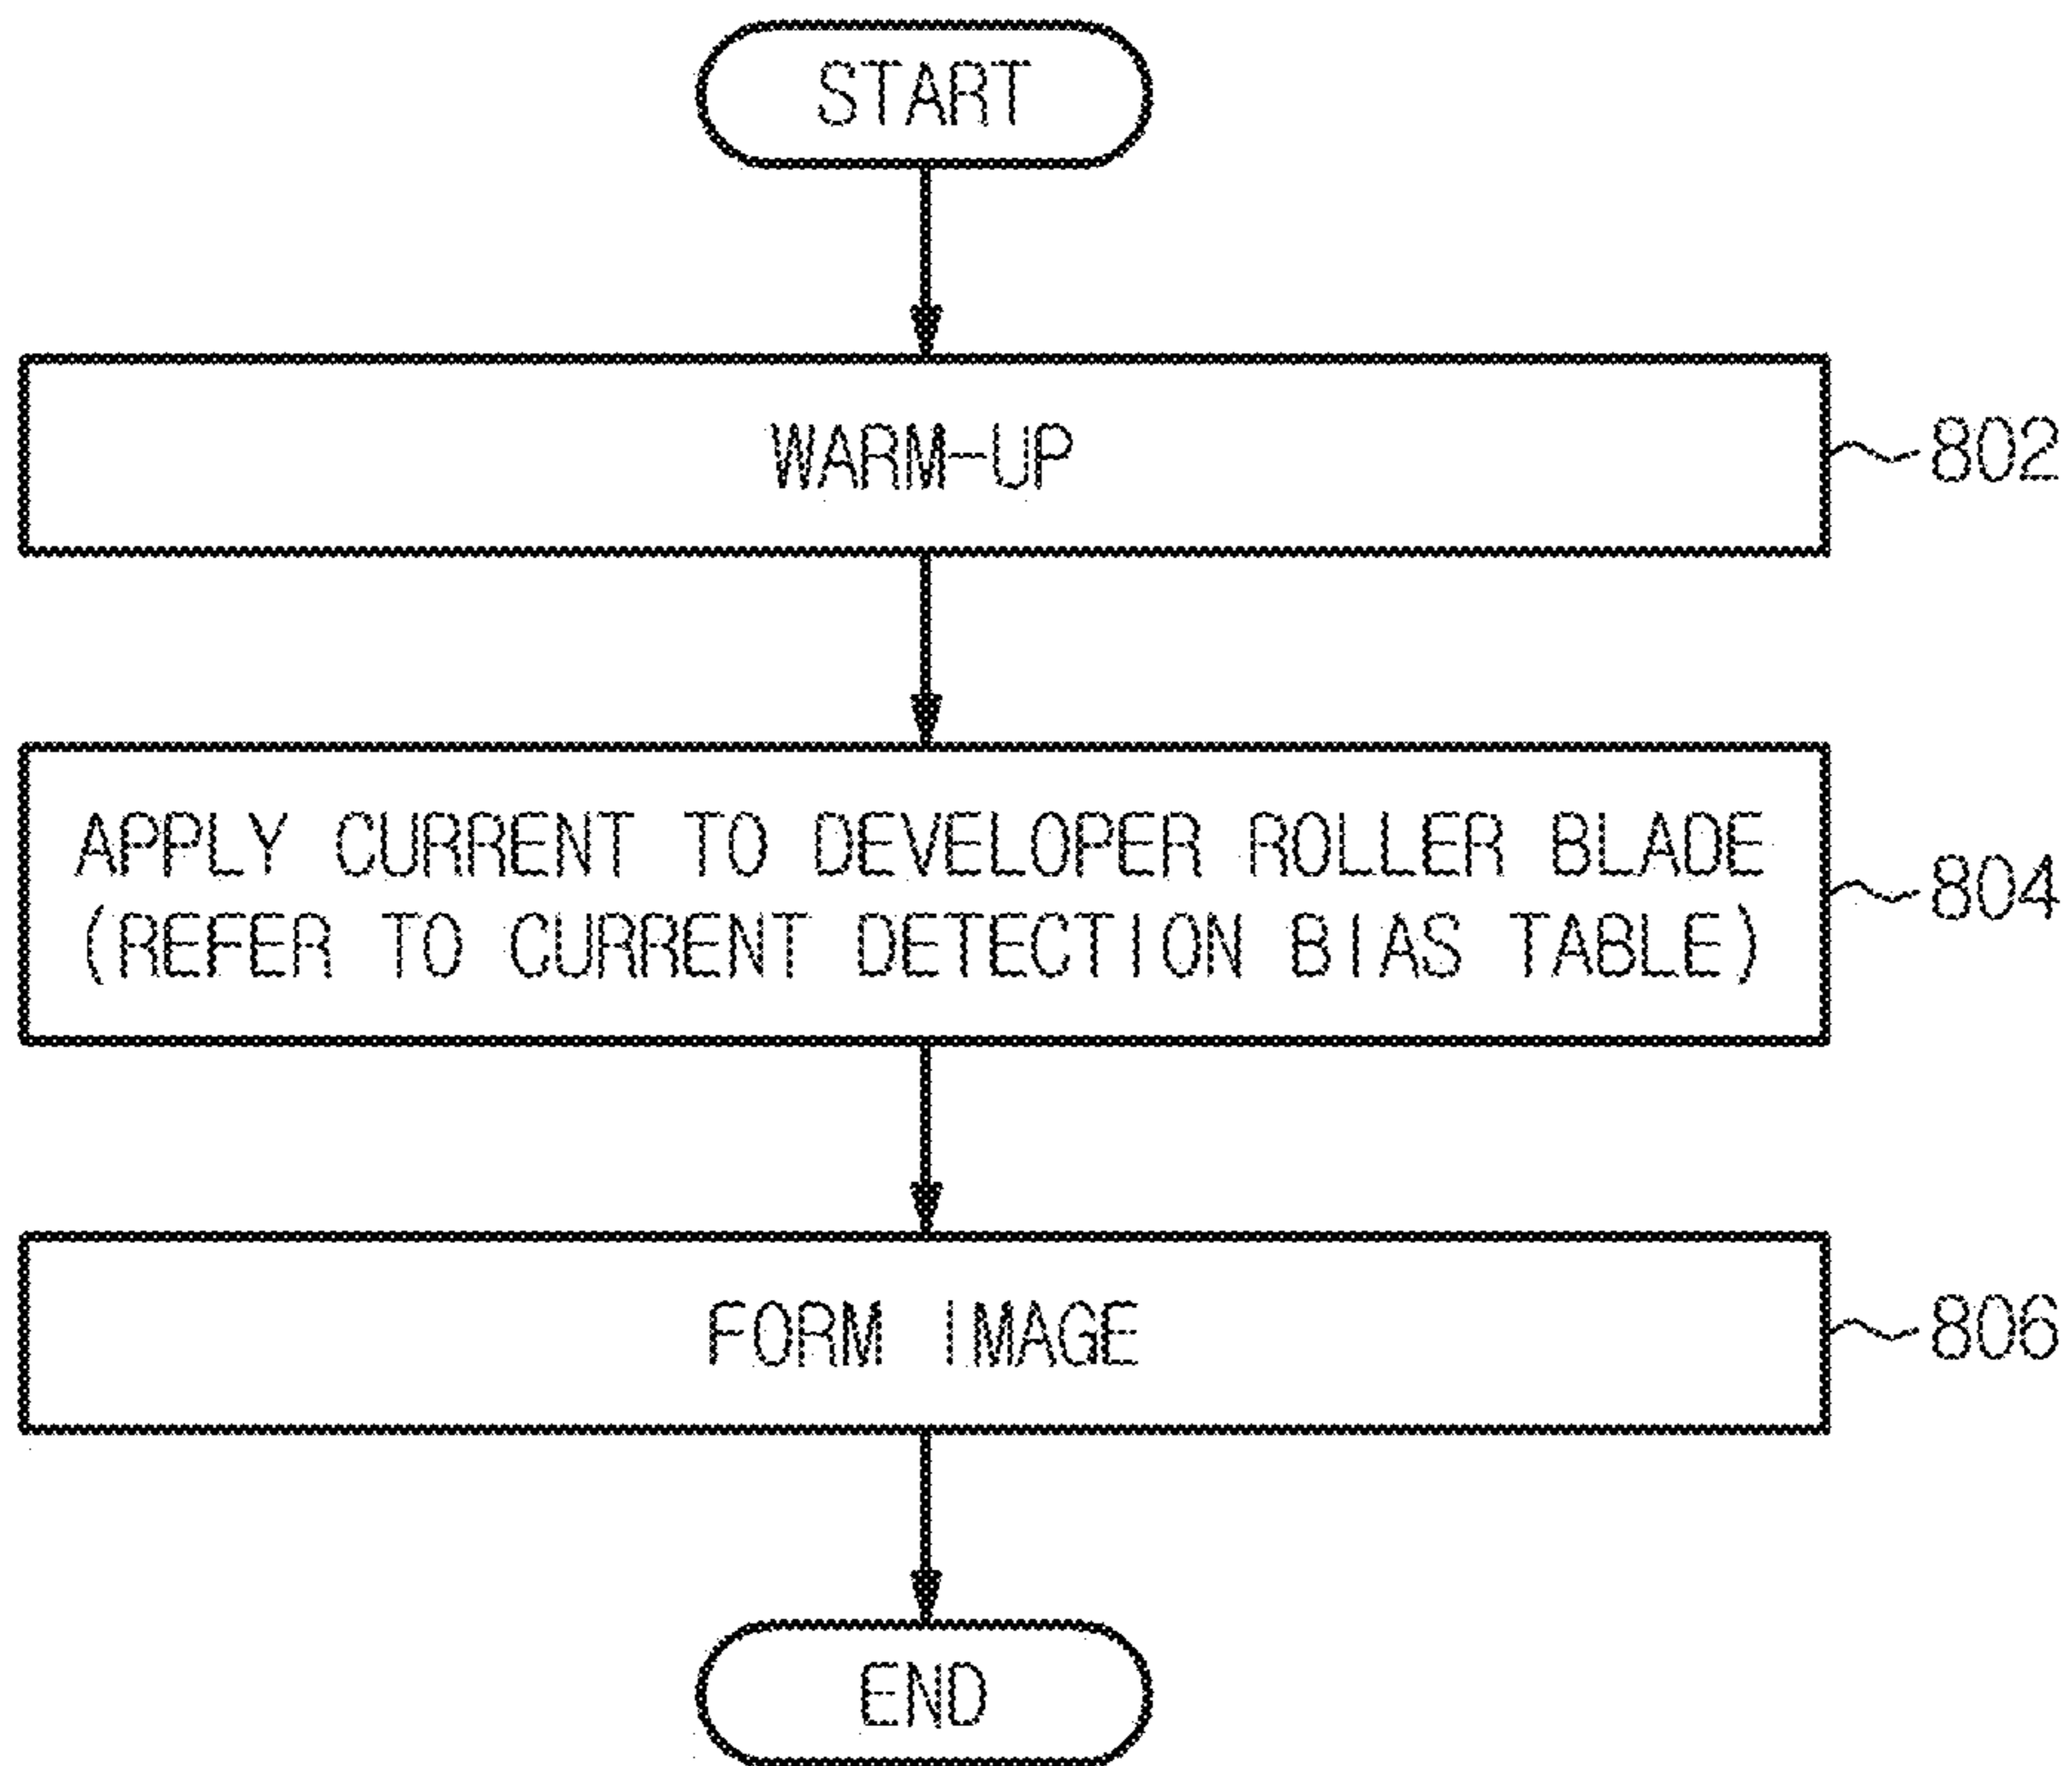 START
WARM-UP
802
APPLY CURRENT TO DEVELOPER ROLLER BLADE
(REFER TO CURRENT DETECTION BIAS TABLE)
804
FORM IMAGE
806
END